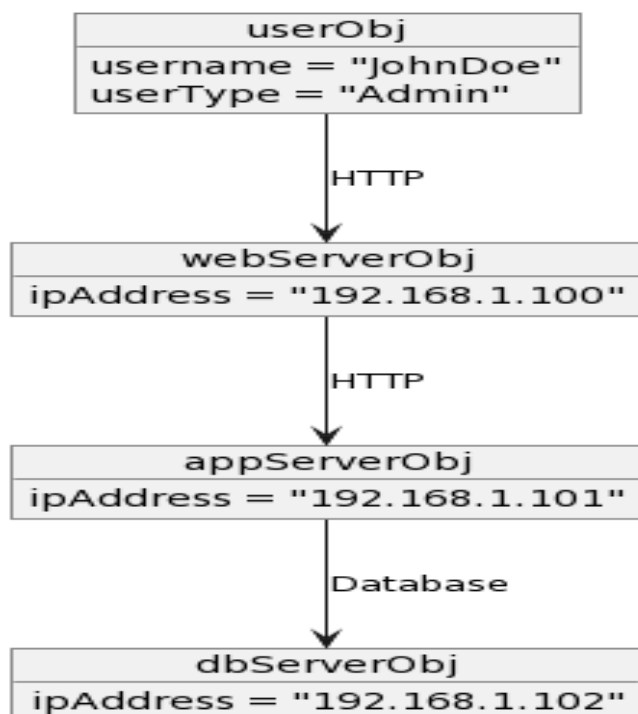 userObj
username = "JohnDoe"
userType = "Admin"
HTTP
webServerObj
ipAddress = "192.168.1.100"
HTTP
appServerObj
ipAddress = "192.168.1.101"
Database
dbServerObj
ipAddress = "192.168.1.102"